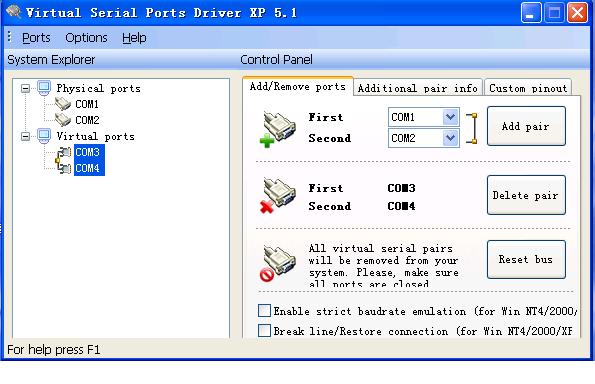 Virtual Serial Ports Driver XP 5.1
Ports Options Help
System Explorer
Control Panel
Physical ports
COM1
COM2
Virtual ports
COM3
COM4
Add/Remove ports
Additional pair info
Custom pinout
First COM1
Second COM2
Add pair
First COM3
Second COM4
Delete pair
All virtual serial pairs
will be removed from your
system. Please, make sure
all ports are closed
Reset bus
Enable strict baudrate emulation (for Win NT4/2000/
Break line/Restore connection (for Win NT4/2000/XP
For help press F1